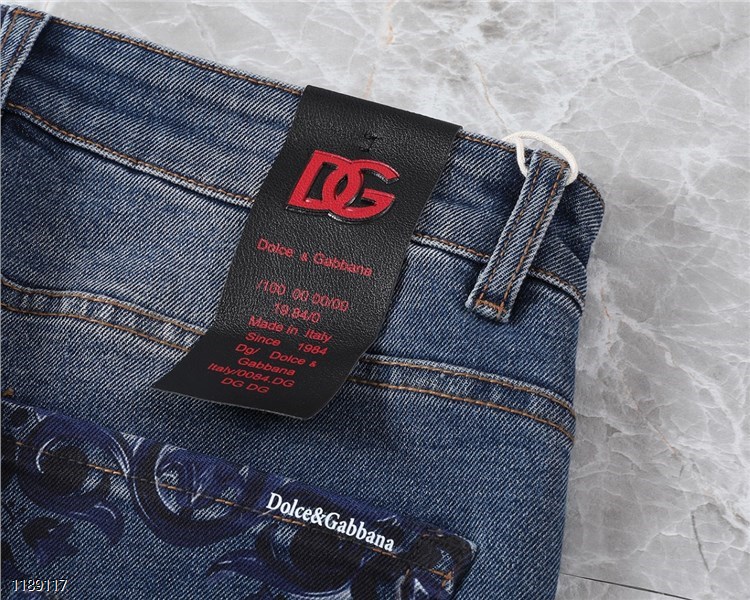 DG
Dolce & Gabbana
/100 00 00/00
19.84/0
Made in Italy
Since 1984
Dg/ Dolce &
Gabbana
Italy/0084.DG
DG DG
Dolce&Gabbana
1189117